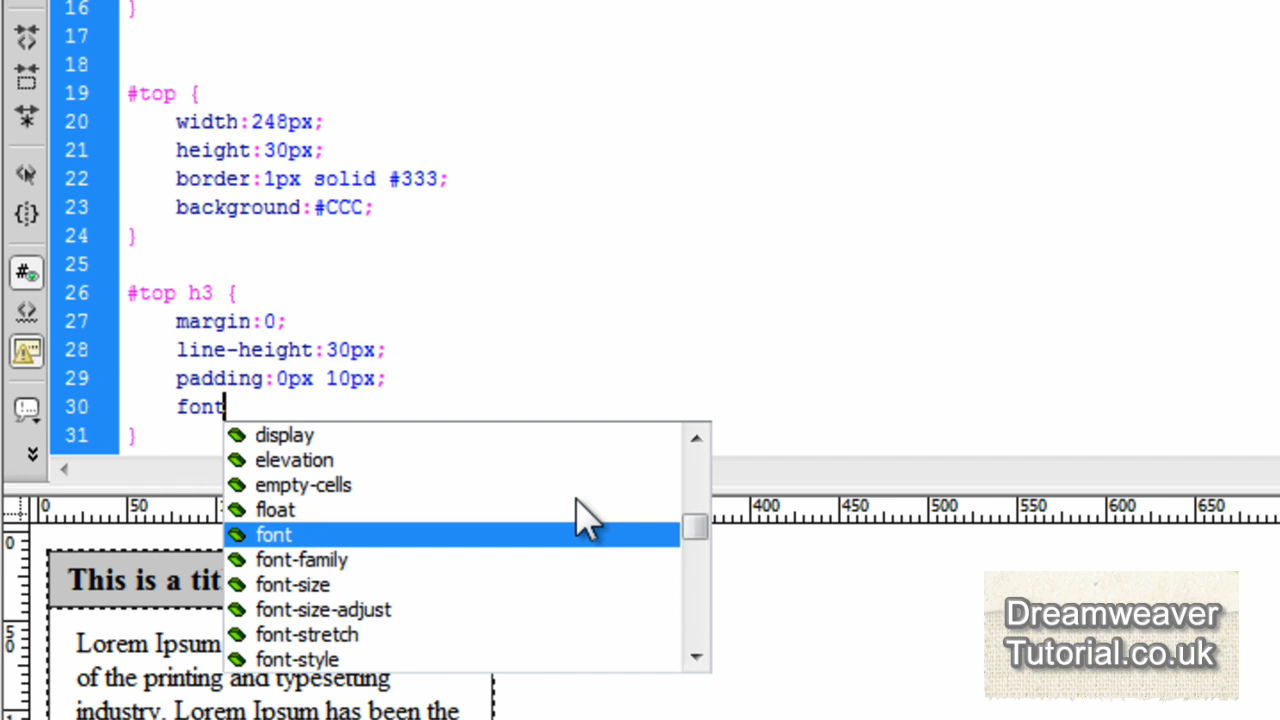 16 }
17
18
19 #top {
20 width:248px;
21 height:30px;
22 border:1px solid #333;
23 background:#CCC;
24 }
25
26 #top h3 {
27 margin:0;
28 line-height:30px;
29 padding:0px 10px;
30 font
31 }
display
elevation
empty-cells
float
font
font-family
font-size
font-size-adjust
font-stretch
font-style
0 50 400 450 500 550 600 650
0
50
1
This is a tit
Lorem Ipsum
of the printing and typesetting
industry. Lorem Ipsum has been the
Dreamweaver
Tutorial.co.uk